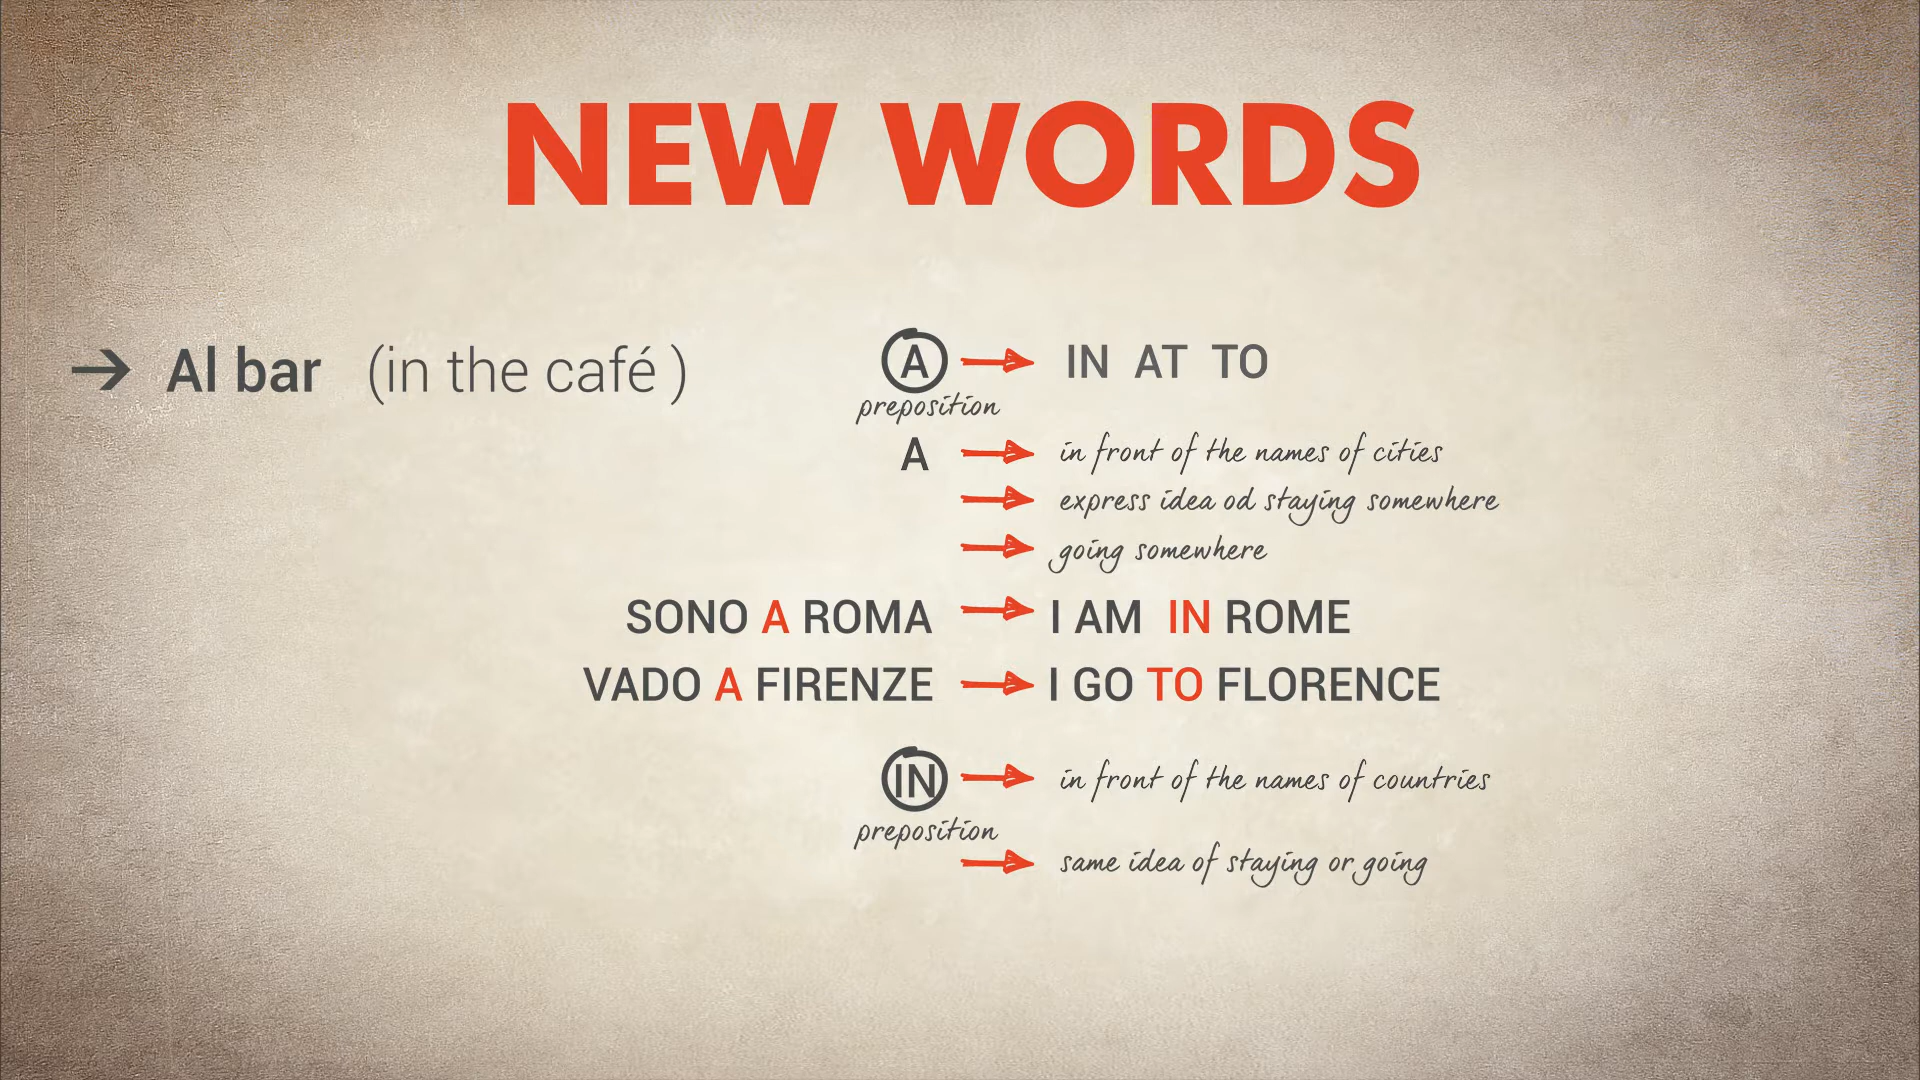 NEW WORDS
→ Al bar (in the café )
A → IN AT TO
preposition
A → in front of the names of cities
→ express idea od staying somewhere
→ going somewhere
SONO A ROMA → I AM IN ROME
VADO A FIRENZE → I GO TO FLORENCE
IN → in front of the names of countries
preposition
→ same idea of staying or going